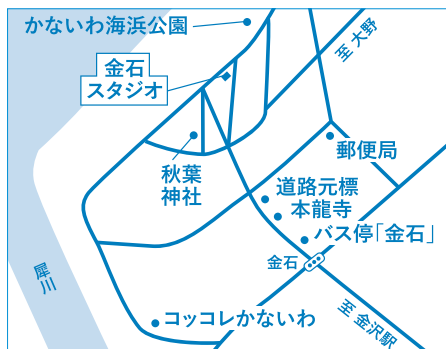 かないわ海浜公園
金石
スタジオ
至 大野
秋葉
神社
郵便局
道路元標
本龍寺
バス停「金石」
金石
犀川
コッコレかないわ
至 金沢駅